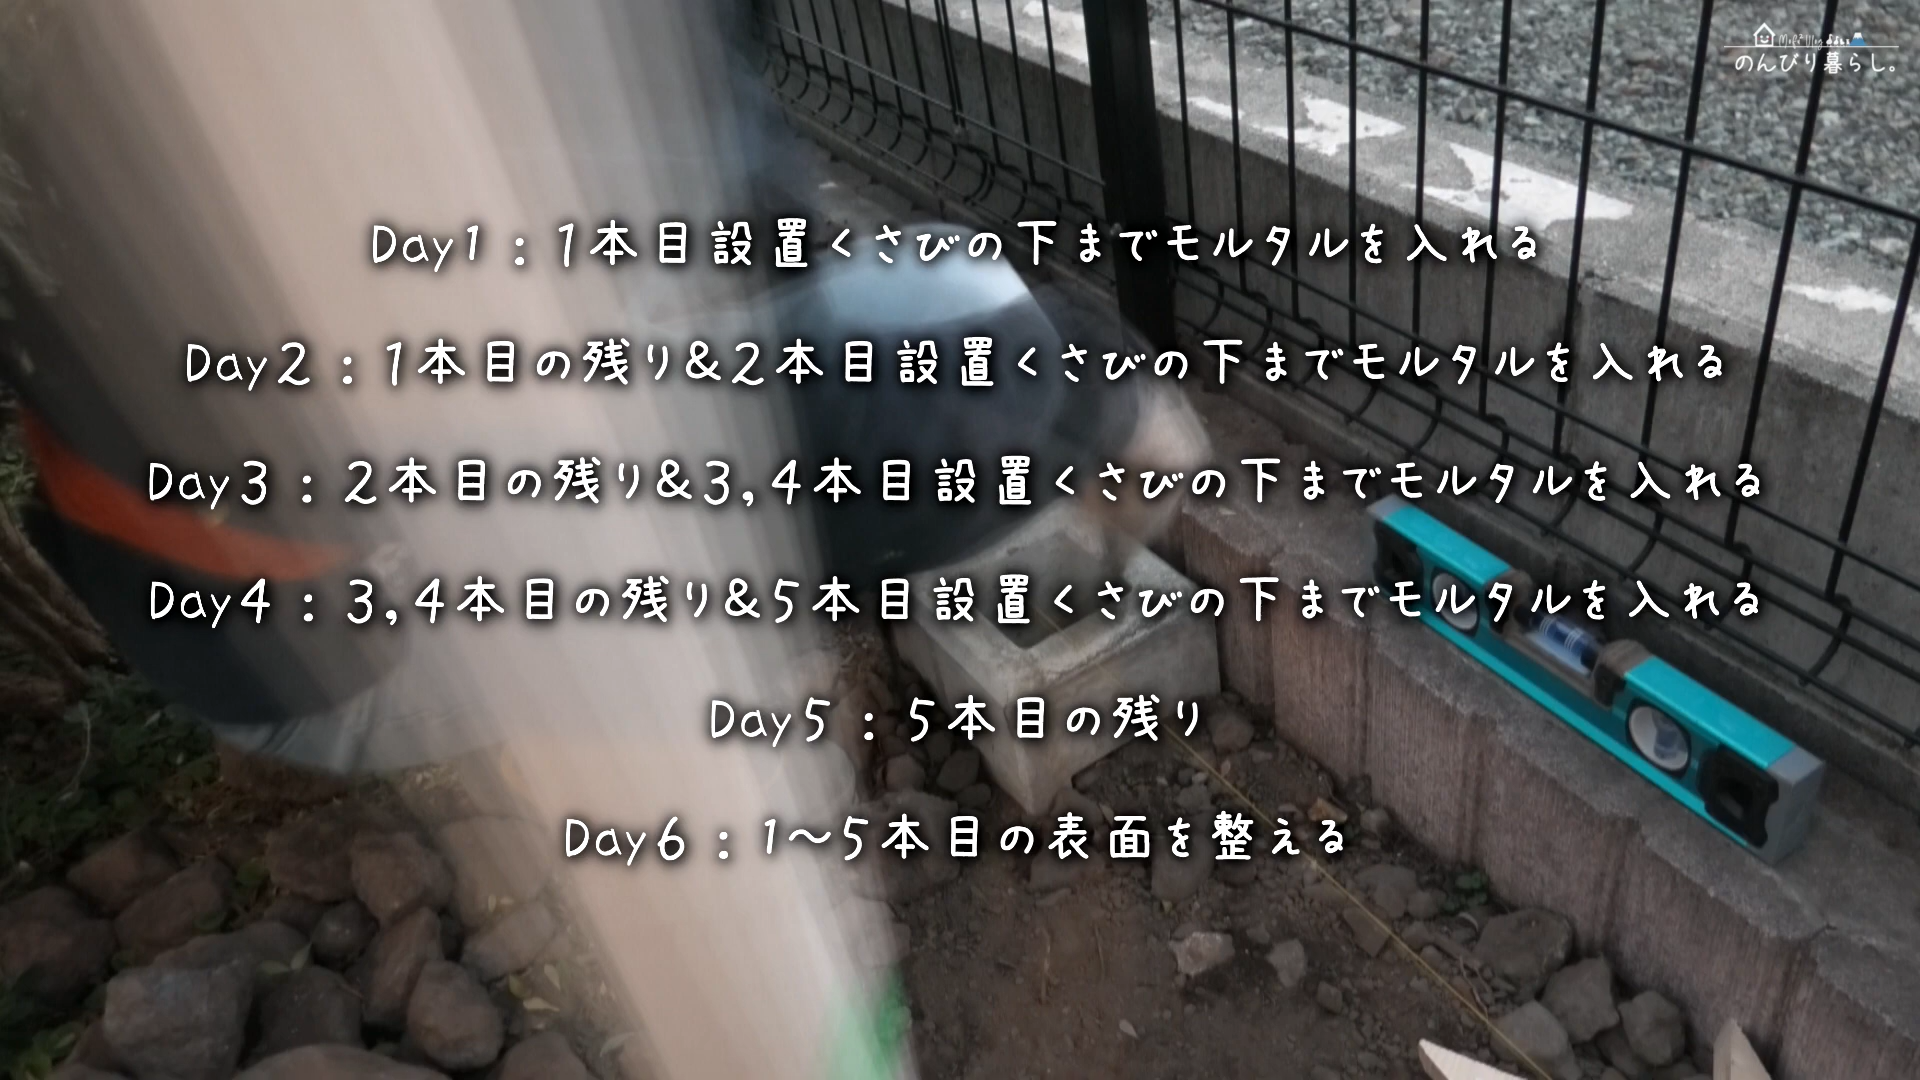 のんびり暮らし。
Day1：1本目設置くさびの下までモルタルを入れる
Day2：1本目の残り&2本目設置くさびの下までモルタルを入れる
Day3：2本目の残り&3,4本目設置くさびの下までモルタルを入れる
Day4：3,4本目の残り&5本目設置くさびの下までモルタルを入れる
Day5：5本目の残り
Day6：1〜5本目の表面を整える